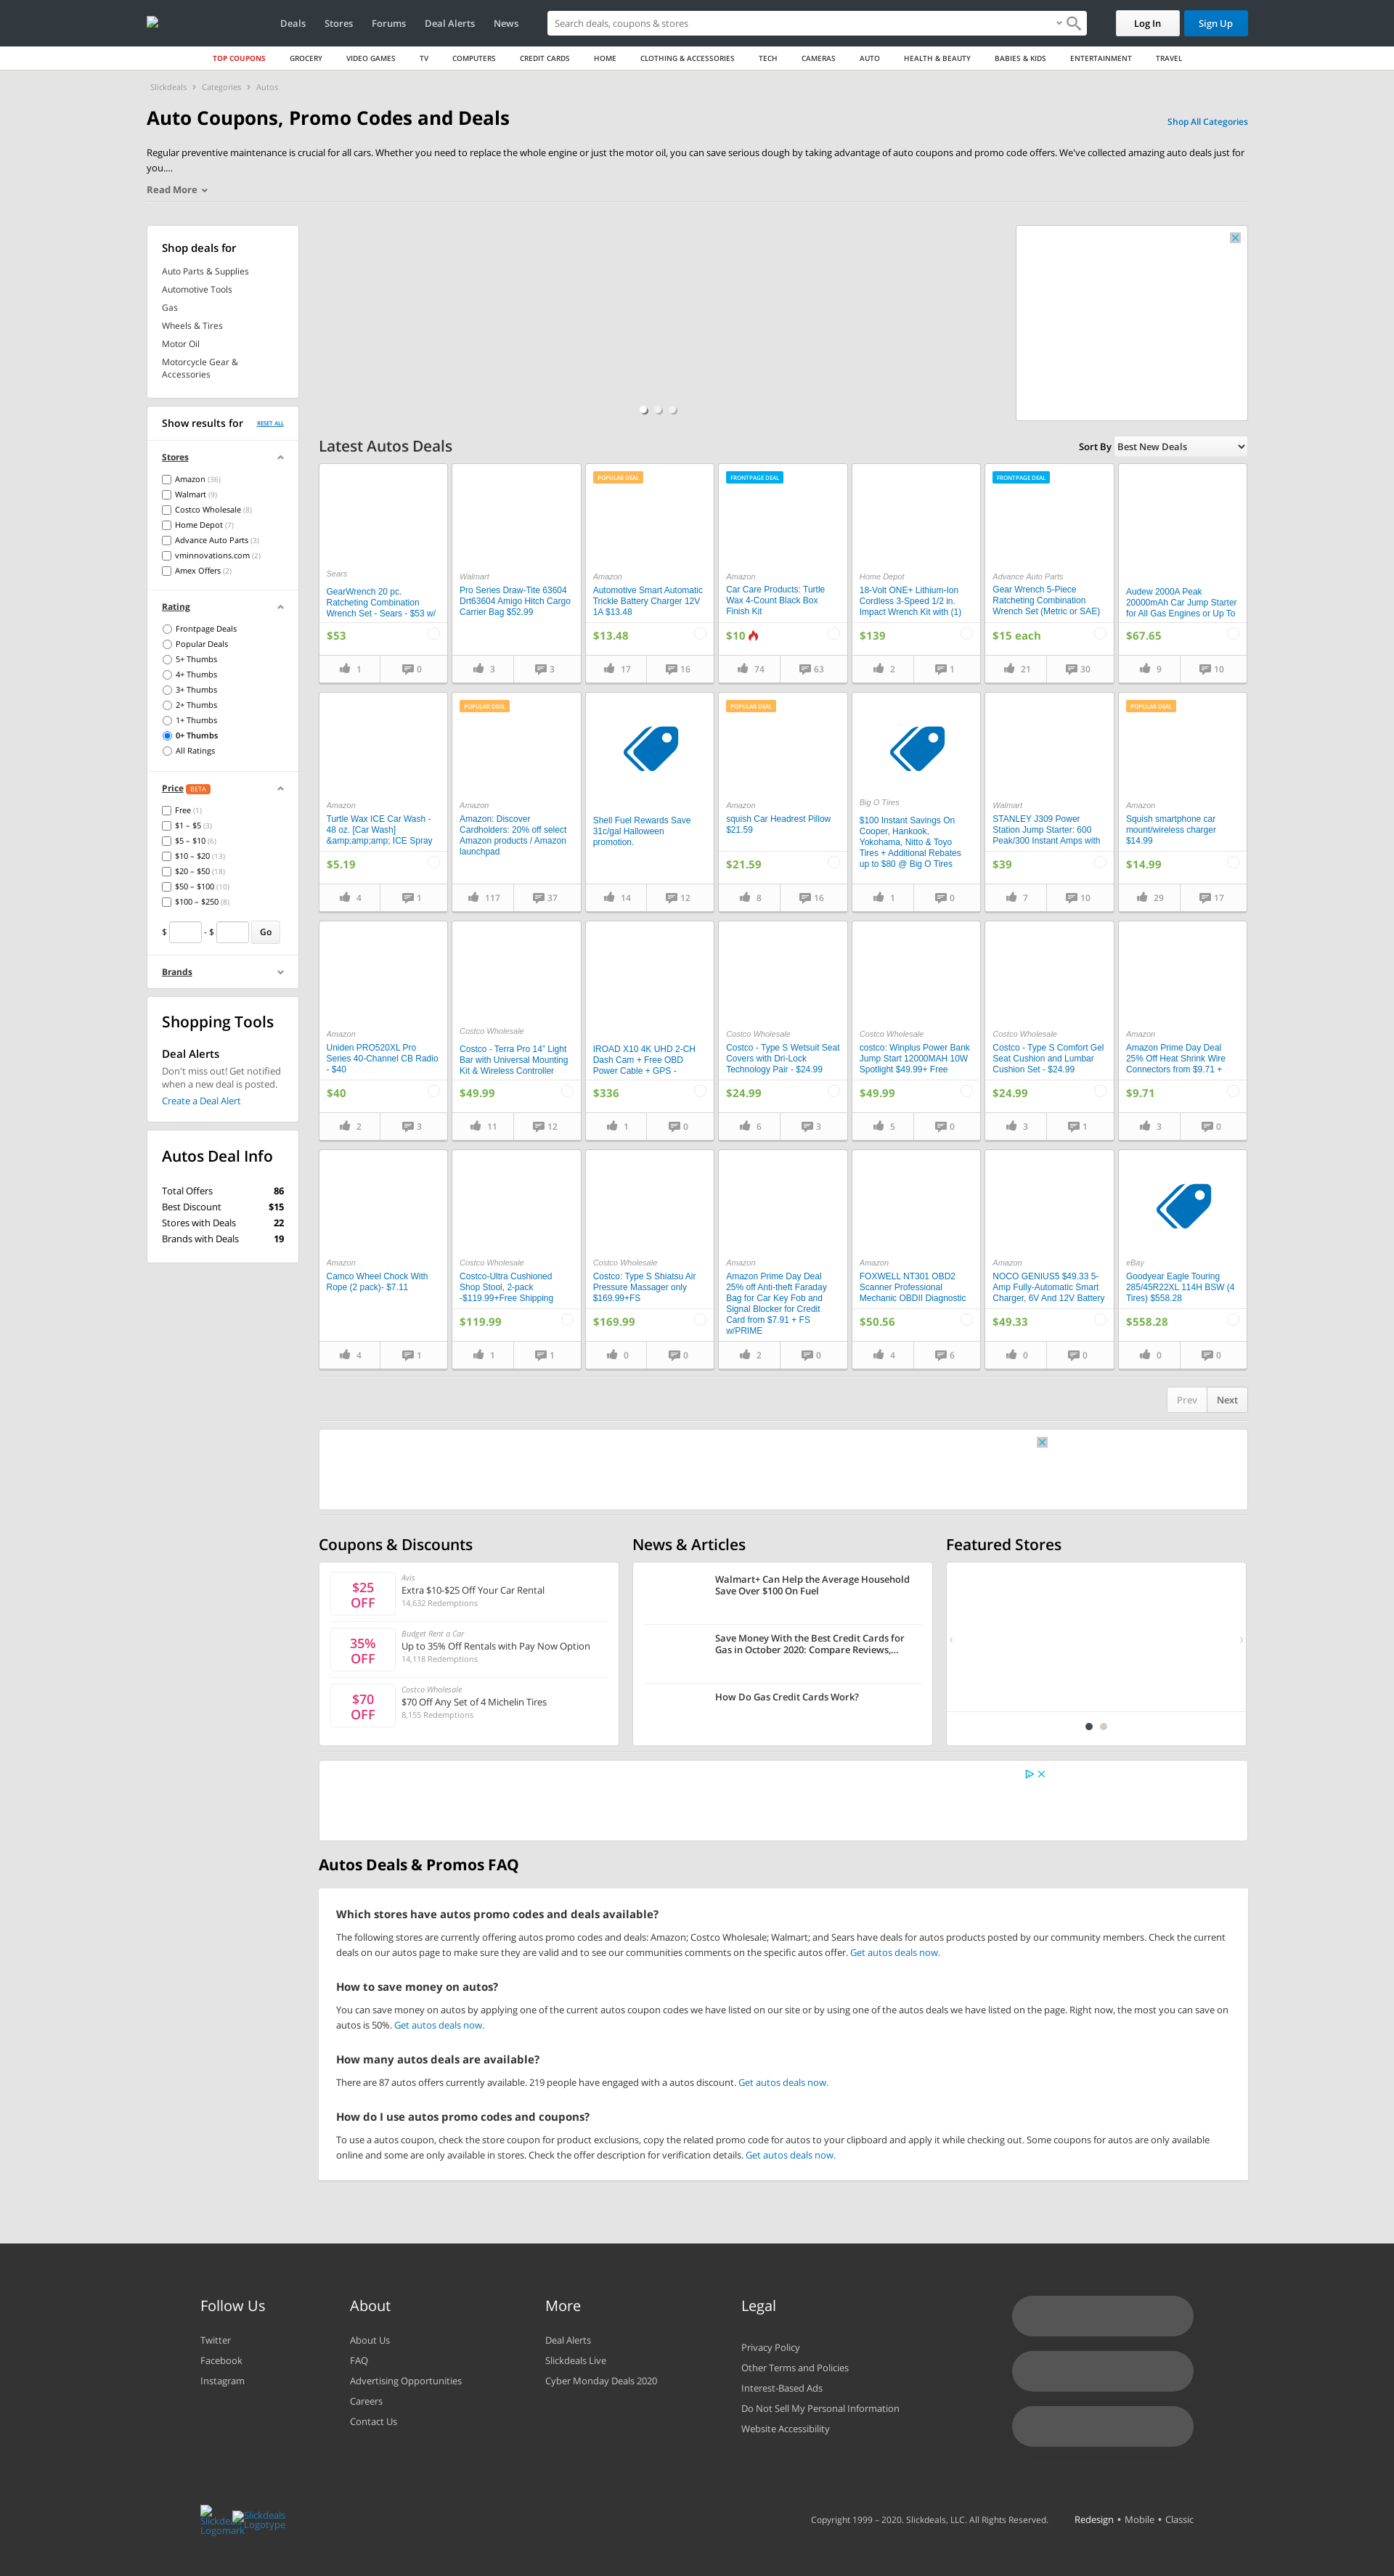 Deals
Stores
Forums
Deal Alerts
News
Search deals, coupons & stores
Log In
Sign Up
TOP COUPONS
GROCERY
VIDEO GAMES
TV
COMPUTERS
CREDIT CARDS
HOME
CLOTHING & ACCESSORIES
TECH
CAMERAS
AUTO
HEALTH & BEAUTY
BABIES & KIDS
ENTERTAINMENT
TRAVEL
Slickdeals › Categories › Autos
Auto Coupons, Promo Codes and Deals
Shop All Categories
Regular preventive maintenance is crucial for all cars. Whether you need to replace the whole engine or just the motor oil, you can save serious dough by taking advantage of auto coupons and promo code offers. We've collected amazing auto deals just for
you....
Read More
Shop deals for
Auto Parts & Supplies
Automotive Tools
Gas
Wheels & Tires
Motor Oil
Motorcycle Gear &
Accessories
Show results for
RESET ALL
Stores
Amazon (36)
Walmart (9)
Costco Wholesale (8)
Home Depot (7)
Advance Auto Parts (3)
vminnovations.com (2)
Amex Offers (2)
Rating
Frontpage Deals
Popular Deals
5+ Thumbs
4+ Thumbs
3+ Thumbs
2+ Thumbs
1+ Thumbs
0+ Thumbs
All Ratings
Price BETA
Free (1)
$1 – $5 (3)
$5 – $10 (6)
$10 – $20 (13)
$20 – $50 (18)
$50 – $100 (10)
$100 – $250 (8)
$ - $ Go
Brands
Shopping Tools
Deal Alerts
Don't miss out! Get notified
when a new deal is posted.
Create a Deal Alert
Autos Deal Info
Total Offers 86
Best Discount $15
Stores with Deals 22
Brands with Deals 19
Latest Autos Deals
Sort By Best New Deals
Sears
GearWrench 20 pc.
Ratcheting Combination
Wrench Set - Sears - $53 w/
$53
1 0
Walmart
Pro Series Draw-Tite 63604
Drt63604 Amigo Hitch Cargo
Carrier Bag $52.99
3 3
POPULAR DEAL
Amazon
Automotive Smart Automatic
Trickle Battery Charger 12V
1A $13.48
$13.48
17 16
FRONTPAGE DEAL
Amazon
Car Care Products: Turtle
Wax 4-Count Black Box
Finish Kit
$10
74 63
Home Depot
18-Volt ONE+ Lithium-Ion
Cordless 3-Speed 1/2 in.
Impact Wrench Kit with (1)
$139
2 1
FRONTPAGE DEAL
Advance Auto Parts
Gear Wrench 5-Piece
Ratcheting Combination
Wrench Set (Metric or SAE)
$15 each
21 30
Audew 2000A Peak
20000mAh Car Jump Starter
for All Gas Engines or Up To
$67.65
9 10
Amazon
Turtle Wax ICE Car Wash -
48 oz. [Car Wash]
&amp;amp;amp; ICE Spray
$5.19
4 1
POPULAR DEAL
Amazon
Amazon: Discover
Cardholders: 20% off select
Amazon products / Amazon
launchpad
117 37
Shell Fuel Rewards Save
31c/gal Halloween
promotion.
14 12
POPULAR DEAL
Amazon
squish Car Headrest Pillow
$21.59
$21.59
8 16
Big O Tires
$100 Instant Savings On
Cooper, Hankook,
Yokohama, Nitto & Toyo
Tires + Additional Rebates
up to $80 @ Big O Tires
1 0
Walmart
STANLEY J309 Power
Station Jump Starter: 600
Peak/300 Instant Amps with
$39
7 10
POPULAR DEAL
Amazon
Squish smartphone car
mount/wireless charger
$14.99
$14.99
29 17
Amazon
Uniden PRO520XL Pro
Series 40-Channel CB Radio
- $40
$40
2 3
Costco Wholesale
Costco - Terra Pro 14" Light
Bar with Universal Mounting
Kit & Wireless Controller
$49.99
11 12
IROAD X10 4K UHD 2-CH
Dash Cam + Free OBD
Power Cable + GPS -
$336
1 0
Costco Wholesale
Costco - Type S Wetsuit Seat
Covers with Dri-Lock
Technology Pair - $24.99
$24.99
6 3
Costco Wholesale
costco: Winplus Power Bank
Jump Start 12000MAH 10W
Spotlight $49.99+ Free
$49.99
5 0
Costco Wholesale
Costco - Type S Comfort Gel
Seat Cushion and Lumbar
Cushion Set - $24.99
$24.99
3 1
Amazon
Amazon Prime Day Deal
25% Off Heat Shrink Wire
Connectors from $9.71 +
$9.71
3 0
Amazon
Camco Wheel Chock With
Rope (2 pack)- $7.11
4 1
Costco Wholesale
Costco-Ultra Cushioned
Shop Stool, 2-pack
-$119.99+Free Shipping
$119.99
1 1
Costco Wholesale
Costco: Type S Shiatsu Air
Pressure Massager only
$169.99+FS
$169.99
0 0
Amazon
Amazon Prime Day Deal
25% off Anti-theft Faraday
Bag for Car Key Fob and
Signal Blocker for Credit
Card from $7.91 + FS
w/PRIME
2 0
Amazon
FOXWELL NT301 OBD2
Scanner Professional
Mechanic OBDII Diagnostic
$50.56
4 6
Amazon
NOCO GENIUS5 $49.33 5-
Amp Fully-Automatic Smart
Charger, 6V And 12V Battery
$49.33
0 0
eBay
Goodyear Eagle Touring
285/45R22XL 114H BSW (4
Tires) $558.28
$558.28
0 0
Prev
Next
Coupons & Discounts
$25
OFF
Avis
Extra $10-$25 Off Your Car Rental
14,632 Redemptions
35%
OFF
Budget Rent a Car
Up to 35% Off Rentals with Pay Now Option
14,118 Redemptions
$70
OFF
Costco Wholesale
$70 Off Any Set of 4 Michelin Tires
8,155 Redemptions
News & Articles
Walmart+ Can Help the Average Household
Save Over $100 On Fuel
Save Money With the Best Credit Cards for
Gas in October 2020: Compare Reviews,...
How Do Gas Credit Cards Work?
Featured Stores
Autos Deals & Promos FAQ
Which stores have autos promo codes and deals available?
The following stores are currently offering autos promo codes and deals: Amazon; Costco Wholesale; Walmart; and Sears have deals for autos products posted by our community members. Check the current
deals on our autos page to make sure they are valid and to see our communities comments on the specific autos offer. Get autos deals now.
How to save money on autos?
You can save money on autos by applying one of the current autos coupon codes we have listed on our site or by using one of the autos deals we have listed on the page. Right now, the most you can save on
autos is 50%. Get autos deals now.
How many autos deals are available?
There are 87 autos offers currently available. 219 people have engaged with a autos discount. Get autos deals now.
How do I use autos promo codes and coupons?
To use a autos coupon, check the store coupon for product exclusions, copy the related promo code for autos to your clipboard and apply it while checking out. Some coupons for autos are only available
online and some are only available in stores. Check the offer description for verification details. Get autos deals now.
Follow Us
Twitter
Facebook
Instagram
About
About Us
FAQ
Advertising Opportunities
Careers
Contact Us
More
Deal Alerts
Slickdeals Live
Cyber Monday Deals 2020
Legal
Privacy Policy
Other Terms and Policies
Interest-Based Ads
Do Not Sell My Personal Information
Website Accessibility
Logomark
Slickdeals
Logotype
Copyright 1999 – 2020. Slickdeals, LLC. All Rights Reserved.
Redesign • Mobile • Classic